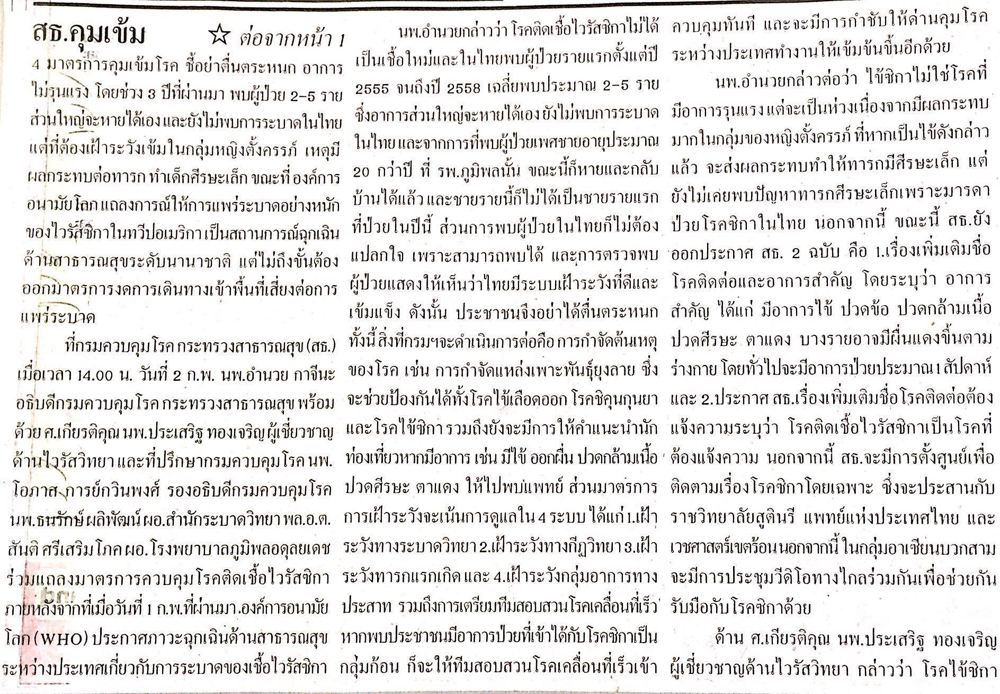 สธ.คุมเข้ม ☆ ต่อจากหน้า 1
4 มาตรการคุมเข้มโรค ชี้อย่าตื่นตระหนก อาการ
ไม่รุนแรง โดยช่วง 3 ปีที่ผ่านมา พบผู้ป่วย 2-5 ราย
ส่วนใหญ่จะหายได้เอง และยังไม่พบการระบาดในไทย
แต่ที่ต้องเฝ้าระวังเข้มในกลุ่มหญิงตั้งครรภ์ เหตุมี
ผลกระทบต่อทารก ทำเด็กศีรษะเล็ก ขณะที่ องค์การ
อนามัยโลก แถลงการณ์ให้การแพร่ระบาดอย่างหนัก
ของไวรัสซิกาในทวีปอเมริกา เป็นสถานการณ์ฉุกเฉิน
ด้านสาธารณสุขระดับนานาชาติ แต่ไม่ถึงขั้นต้อง
ออกมาตรการงดการเดินทางเข้าพื้นที่เสี่ยงต่อการ
แพร่ระบาด
ที่กรมควบคุมโรค กระทรวงสาธารณสุข (สธ.)
เมื่อเวลา 14.00 น. วันที่ 2 ก.พ. นพ.อำนวย กาจีนะ
อธิบดีกรมควบคุมโรค กระทรวงสาธารณสุข พร้อม
ด้วย ศ.เกียรติคุณ นพ.ประเสริฐ ทองเจริญ ผู้เชี่ยวชาญ
ด้านไวรัสวิทยา และที่ปรึกษากรมควบคุมโรค นพ.
โอภาส การย์กวินพงศ์ รองอธิบดีกรมควบคุมโรค
นพ.ธนรักษ์ ผลิพัฒน์ ผอ.สำนักระบาดวิทยา พล.อ.ต.
สันติ ศรีเสริมโภค ผอ.โรงพยาบาลภูมิพลอดุลยเดช
ร่วมแถลงมาตรการควบคุมโรคติดเชื้อไวรัสซิกา
ภายหลังจากที่เมื่อวันที่ 1 ก.พ.ที่ผ่านมา องค์การอนามัย
โลก (WHO) ประกาศภาวะฉุกเฉินด้านสาธารณสุข
ระหว่างประเทศเกี่ยวกับการระบาดของเชื้อไวรัสซิกา
นพ.อำนวยกล่าวว่า โรคติดเชื้อไวรัสซิกาไม่ได้
เป็นเชื้อใหม่และในไทยพบผู้ป่วยรายแรกตั้งแต่ปี
2555 จนถึงปี 2558 เฉลี่ยพบประมาณ 2-5 ราย
ซึ่งอาการส่วนใหญ่จะหายได้เอง ยังไม่พบการระบาด
ในไทย และจากการที่พบผู้ป่วยเพศชายอายุประมาณ
20 กว่าปี ที่ รพ.ภูมิพลนั้น ขณะนี้ก็หายและกลับ
บ้านได้แล้ว และชายรายนี้ก็ไม่ได้เป็นชายรายแรก
ที่ป่วยในปีนี้ ส่วนการพบผู้ป่วยในไทยก็ไม่ต้อง
แปลกใจ เพราะสามารถพบได้ และการตรวจพบ
ผู้ป่วยแสดงให้เห็นว่าไทยมีระบบเฝ้าระวังที่ดีและ
เข้มแข็ง ดังนั้น ประชาชนจึงอย่าได้ตื่นตระหนก
ทั้งนี้ สิ่งที่กรมฯจะดำเนินการต่อคือ การกำจัดต้นเหตุ
ของโรค เช่น การกำจัดแหล่งเพาะพันธุ์ยุงลาย ซึ่ง
จะช่วยป้องกันได้ทั้งโรคไข้เลือดออก โรคชิคุนกุนยา
และโรคไข้ซิกา รวมถึงยังจะมีการให้คำแนะนำนัก
ท่องเที่ยวหากมีอาการ เช่น มีไข้ ออกผื่น ปวดกล้ามเนื้อ
ปวดศีรษะ ตาแดง ให้ไปพบแพทย์ ส่วนมาตรการ
การเฝ้าระวังจะเน้นการดูแลใน 4 ระบบ ได้แก่ 1.เฝ้า
ระวังทางระบาดวิทยา 2.เฝ้าระวังทางกีฏวิทยา 3.เฝ้า
ระวังทารกแรกเกิด และ 4.เฝ้าระวังกลุ่มอาการทาง
ประสาท รวมถึงการเตรียมทีมสอบสวนโรคเคลื่อนที่เร็ว
หากพบประชาชนมีอาการป่วยที่เข้าได้กับโรคซิกาเป็น
กลุ่มก้อน ก็จะให้ทีมสอบสวนโรคเคลื่อนที่เร็วเข้า
ควบคุมทันที และจะมีการกำชับให้ด่านคุมโรค
ระหว่างประเทศทำงานให้เข้มข้นขึ้นอีกด้วย
นพ.อำนวยกล่าวต่อว่า ไข้ซิกาไม่ใช่โรคที่
มีอาการรุนแรง แต่จะเป็นห่วงเนื่องจากมีผลกระทบ
มากในกลุ่มของหญิงตั้งครรภ์ ที่หากเป็นไข้ดังกล่าว
แล้ว จะส่งผลกระทบทำให้ทารกมีศีรษะเล็ก แต่
ยังไม่เคยพบปัญหาทารกศีรษะเล็กเพราะมารดา
ป่วยโรคซิกาในไทย นอกจากนี้ ขณะนี้ สธ.ยัง
ออกประกาศ สธ. 2 ฉบับ คือ 1.เรื่องเพิ่มเติมชื่อ
โรคติดต่อและอาการสำคัญ โดยระบุว่า อาการ
สำคัญ ได้แก่ มีอาการไข้ ปวดข้อ ปวดกล้ามเนื้อ
ปวดศีรษะ ตาแดง บางรายอาจมีผื่นแดงขึ้นตาม
ร่างกาย โดยทั่วไปจะมีอาการป่วยประมาณ 1 สัปดาห์
และ 2.ประกาศ สธ.เรื่องเพิ่มเติมชื่อโรคติดต่อต้อง
แจ้งความระบุว่า โรคติดเชื้อไวรัสซิกาเป็นโรคที่
ต้องแจ้งความ นอกจากนี้ สธ.จะมีการตั้งศูนย์เพื่อ
ติดตามเรื่องโรคซิกาโดยเฉพาะ ซึ่งจะประสานกับ
ราชวิทยาลัยสูตินรี แพทย์แห่งประเทศไทย และ
เวชศาสตร์เขตร้อน นอกจากนี้ ในกลุ่มอาเซียนบวกสาม
จะมีการประชุมวีดิโอทางไกลร่วมกันเพื่อช่วยกัน
รับมือกับโรคซิกาด้วย
ด้าน ศ.เกียรติคุณ นพ.ประเสริฐ ทองเจริญ
ผู้เชี่ยวชาญด้านไวรัสวิทยา กล่าวว่า โรคไข้ซิกา